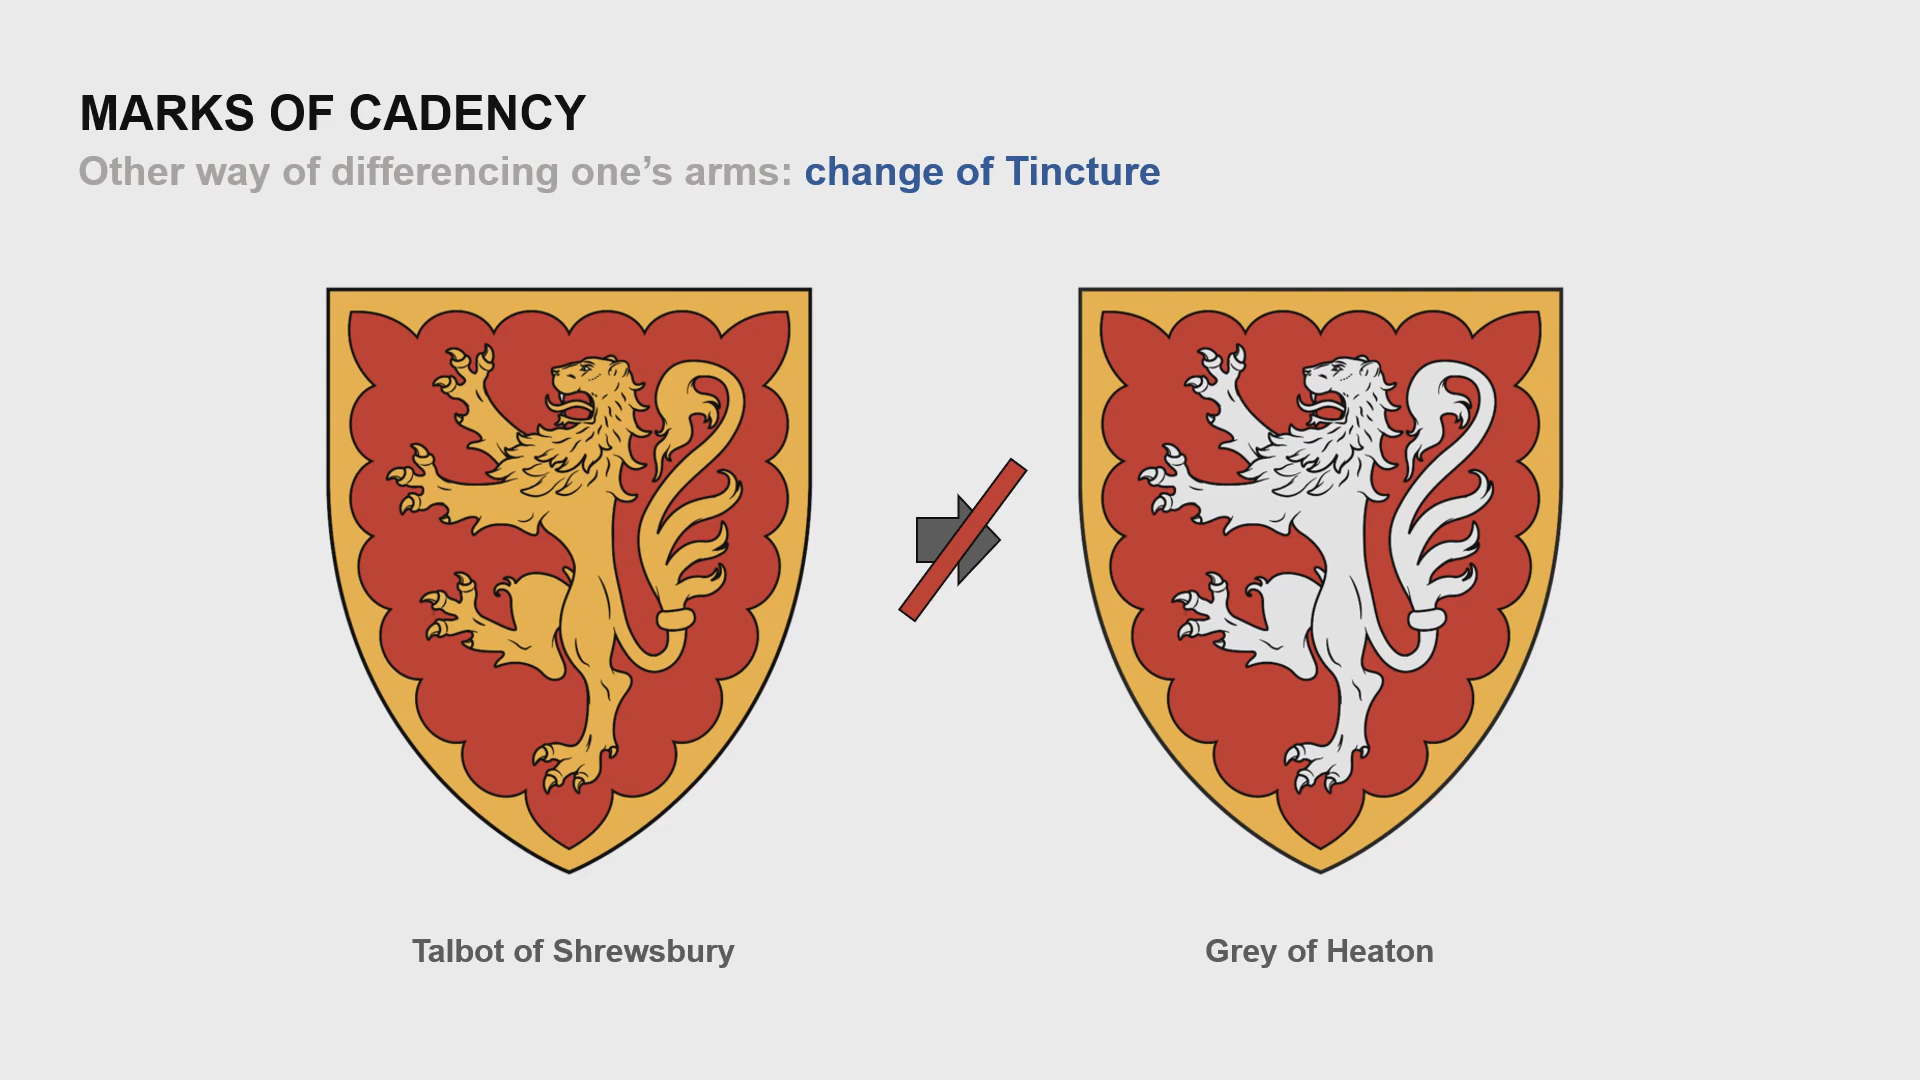 MARKS OF CADENCY
Other way of differencing one’s arms: change of Tincture
Talbot of Shrewsbury
Grey of Heaton